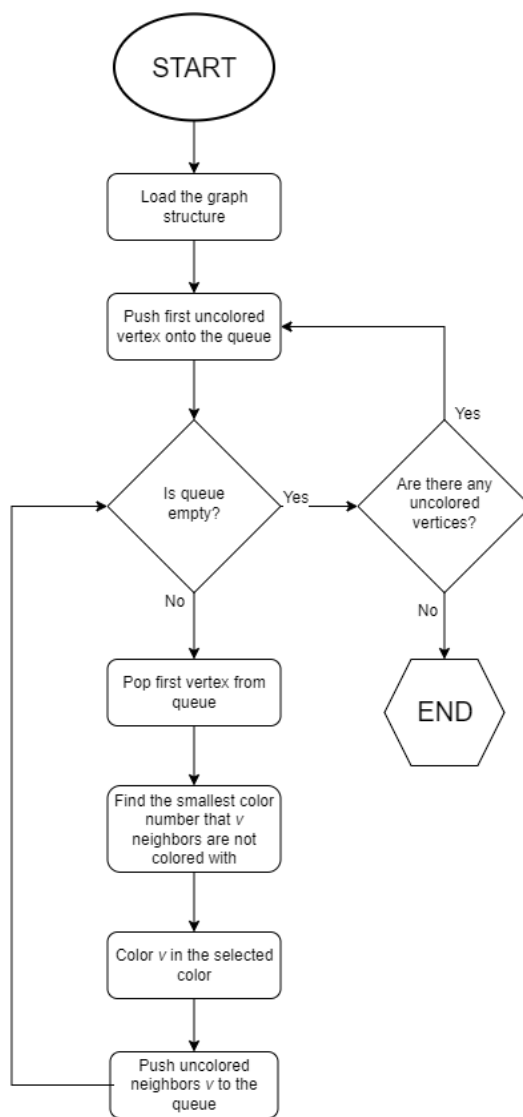 START
Load the graph
structure
Push first uncolored
vertex onto the queue
Is queue
empty?
Yes
Are there any
uncolored
vertices?
Yes
No
No
END
Pop first vertex from
queue
Find the smallest color
number that v
neighbors are not
colored with
Color v in the selected
color
Push uncolored
neighbors v to the
queue